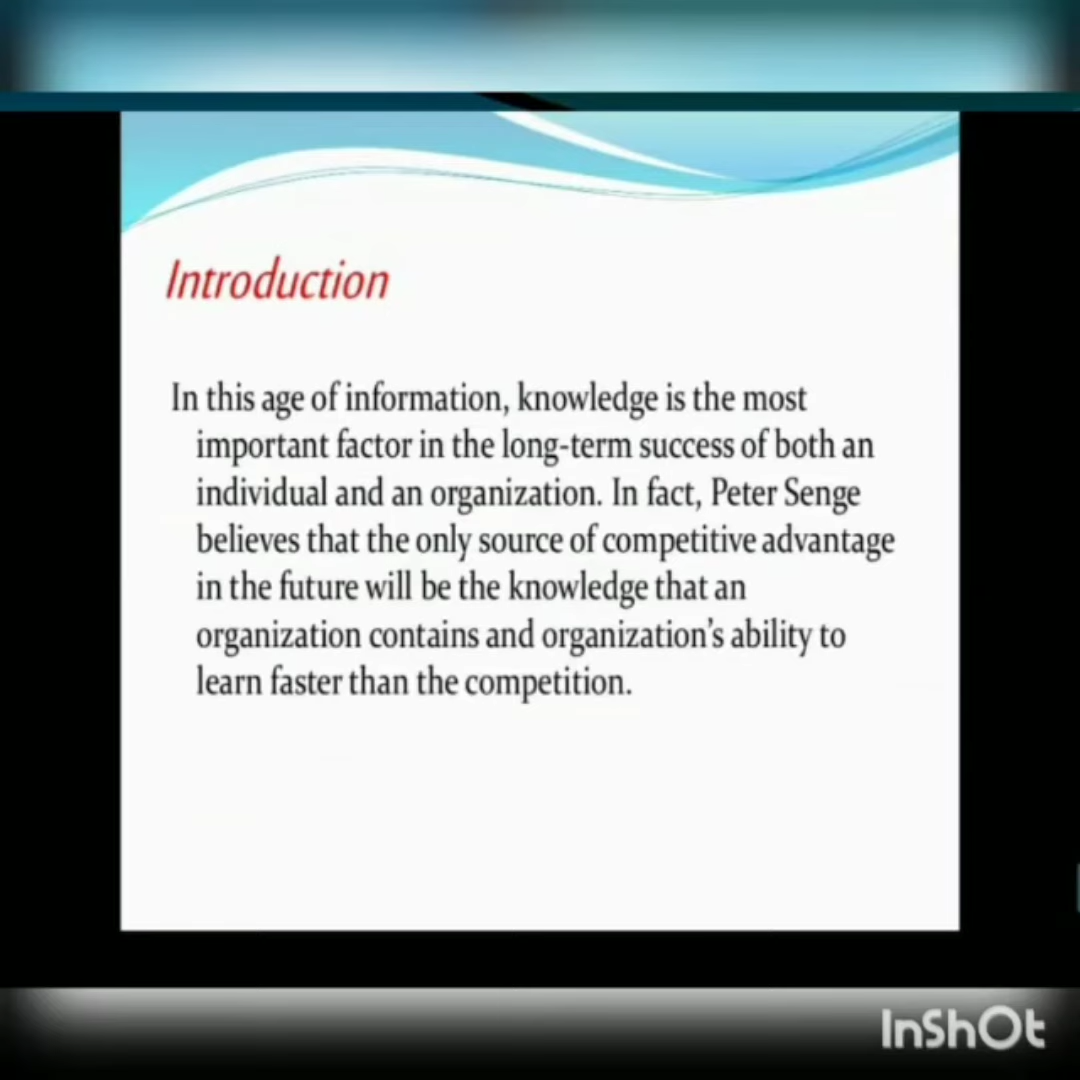 Introduction
In this age of information, knowledge is the most
important factor in the long-term success of both an
individual and an organization. In fact, Peter Senge
believes that the only source of competitive advantage
in the future will be the knowledge that an
organization contains and organization's ability to
learn faster than the competition.
InShOt